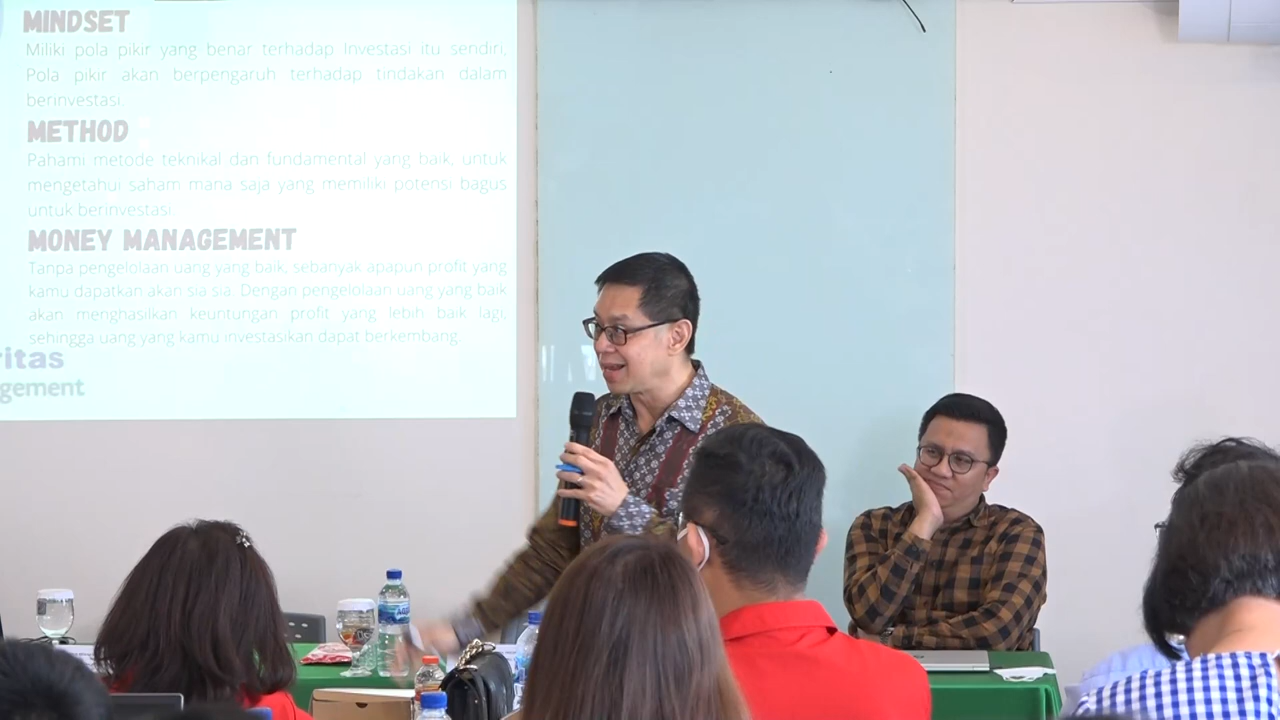 MINDSET
Miliki pola pikir yang benar terhadap Investasi itu sendiri,
Pola pikir akan berpengaruh terhadap tindakan dalam
berinvestasi.
METHOD
Pahami metode teknikal dan fundamental yang baik, untuk
mengetahui saham mana saja yang memiliki potensi bagus
untuk berinvestasi.
MONEY MANAGEMENT
Tanpa pengelolaan uang yang baik, sebanyak apapun profit yang
kamu dapatkan akan sia sia. Dengan pengelolaan uang yang baik
akan menghasilkan keuntungan profit yang lebih baik lagi,
sehingga uang yang kamu investasikan dapat berkembang.
ritas
gement